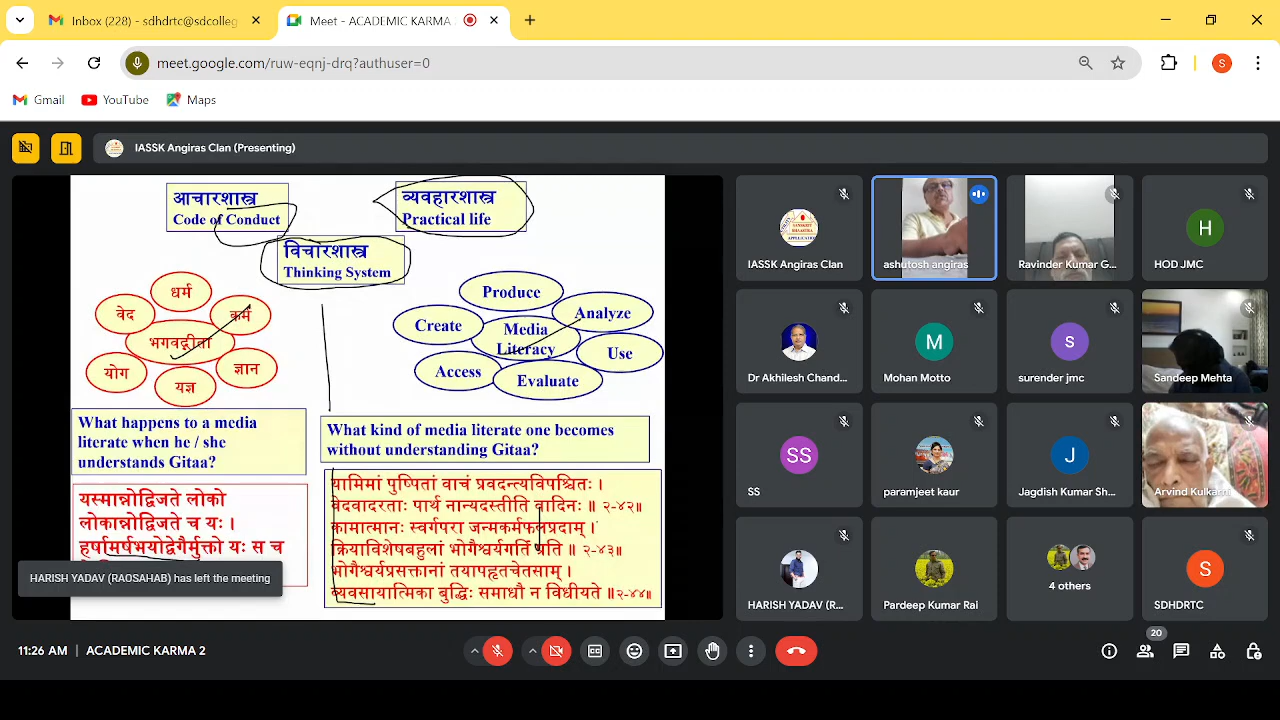 Inbox (228) - sdhdrtc@sdcolleg
Meet - ACADEMIC KARMA
meet.google.com/ruw-eqnj-drq?authuser=0
S
Gmail
YouTube
Maps
IASSK Angiras Clan (Presenting)
आचारशास्त्र
Code of Conduct
व्यवहारशास्त्र
Practical life
विचारशास्त्र
Thinking System
धर्म
वेद
कर्म
भगवद्गीता
योग
ज्ञान
यज्ञ
Produce
Create
Analyze
Media
Literacy
Use
Access
Evaluate
What happens to a media
literate when he / she
understands Gitaa?
What kind of media literate one becomes
without understanding Gitaa?
यस्मान्नोद्विजते लोको
लोकान्नोद्विजते च यः ।
हर्षामर्षभयोद्वेगैर्मुक्तो यः स च
यामिमां पुष्पितां वाचं प्रवदन्त्यविपश्चितः ।
वेदवादरताः पार्थ नान्यदस्तीति वादिनः ॥ २-४२॥
कामात्मानः स्वर्गपरा जन्मकर्मफलप्रदाम् ।
क्रियाविशेषबहुलां भोगैश्वर्यगतिं प्रति ॥ २-४३॥
भोगैश्वर्यप्रसक्तानां तयापहृतचेतसाम् ।
व्यवसायात्मिका बुद्धिः समाधौ न विधीयते ॥२-४४॥
HARISH YADAV (RAOSAHAB) has left the meeting
IASSK Angiras Clan
ashutosh angiras
Ravinder Kumar G...
H
HOD JMC
Dr Akhilesh Chand...
M
Mohan Motto
s
surender jmc
Sandeep Mehta
SS
SS
paramjeet kaur
J
Jagdish Kumar Sh...
Arvind Kulkarni
HARISH YADAV (R...
Pardeep Kumar Rai
4 others
S
SDHDRTC
11:26 AM | ACADEMIC KARMA 2
20